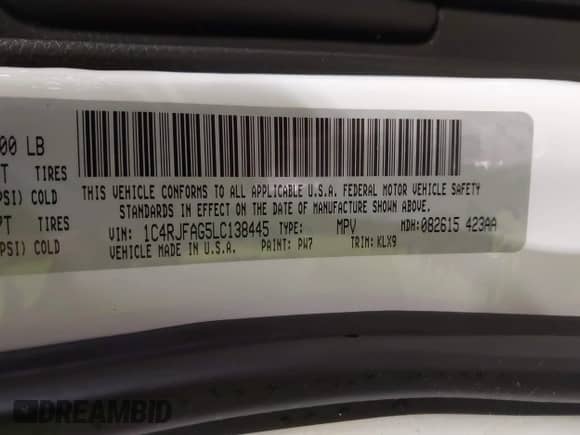 00 LB
T TIRES
PSI) COLD
7T TIRES
PSI) COLD
THIS VEHICLE CONFORMS TO ALL APPLICABLE U.S.A. FEDERAL MOTOR VEHICLE SAFETY
STANDARDS IN EFFECT ON THE DATE OF MANUFACTURE SHOWN ABOVE.
VIN: 1C4RJFAG5LC138445 TYPE: MPV MDH: 082615 423AA
VEHICLE MADE IN U.S.A. PAINT: PW7 TRIM: KLX9
DREAMBID